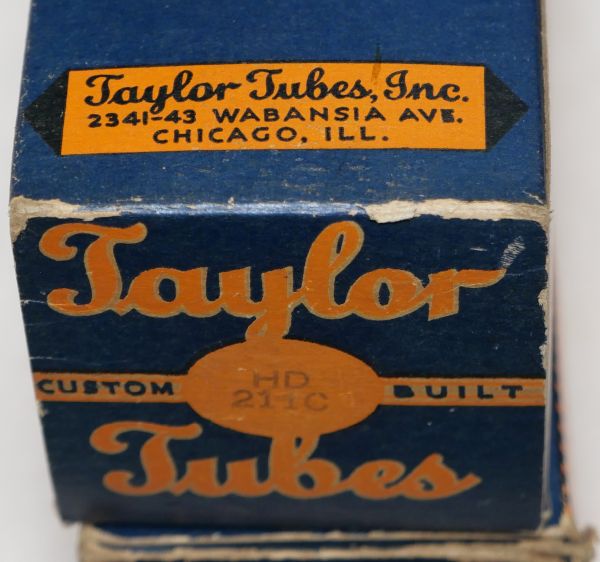 Taylor Tubes, Inc.
2341-43 WABANSIA AVE.
CHICAGO, ILL.
Taylor
CUSTOM HD BUILT
211C
Tubes